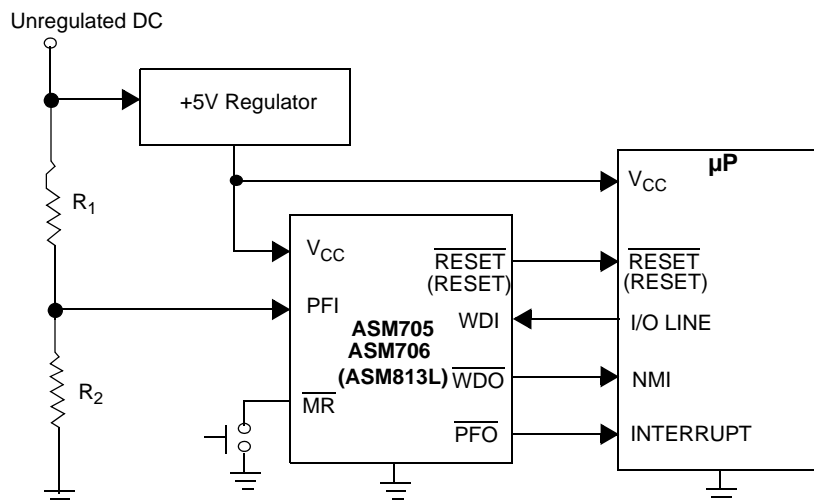 Unregulated DC
+5V Regulator
R1
R2
VCC
PFI
MR
RESET
(RESET)
WDI
ASM705
ASM706
(ASM813L)
WDO
PFO
µP
VCC
RESET
(RESET)
I/O LINE
NMI
INTERRUPT